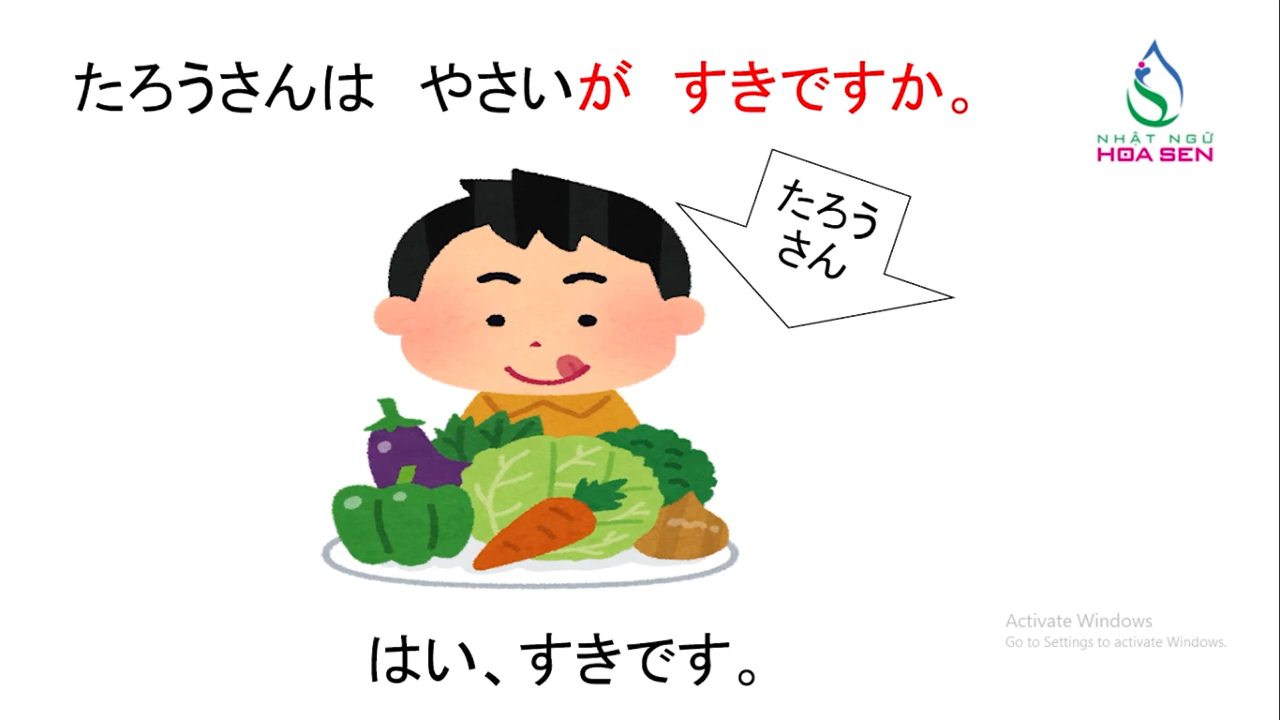 たろうさんは　やさいが　すきですか。
NHẬT NGỮ
HOA SEN
たろう
さん
はい、すきです。
Activate Windows
Go to Settings to activate Windows.